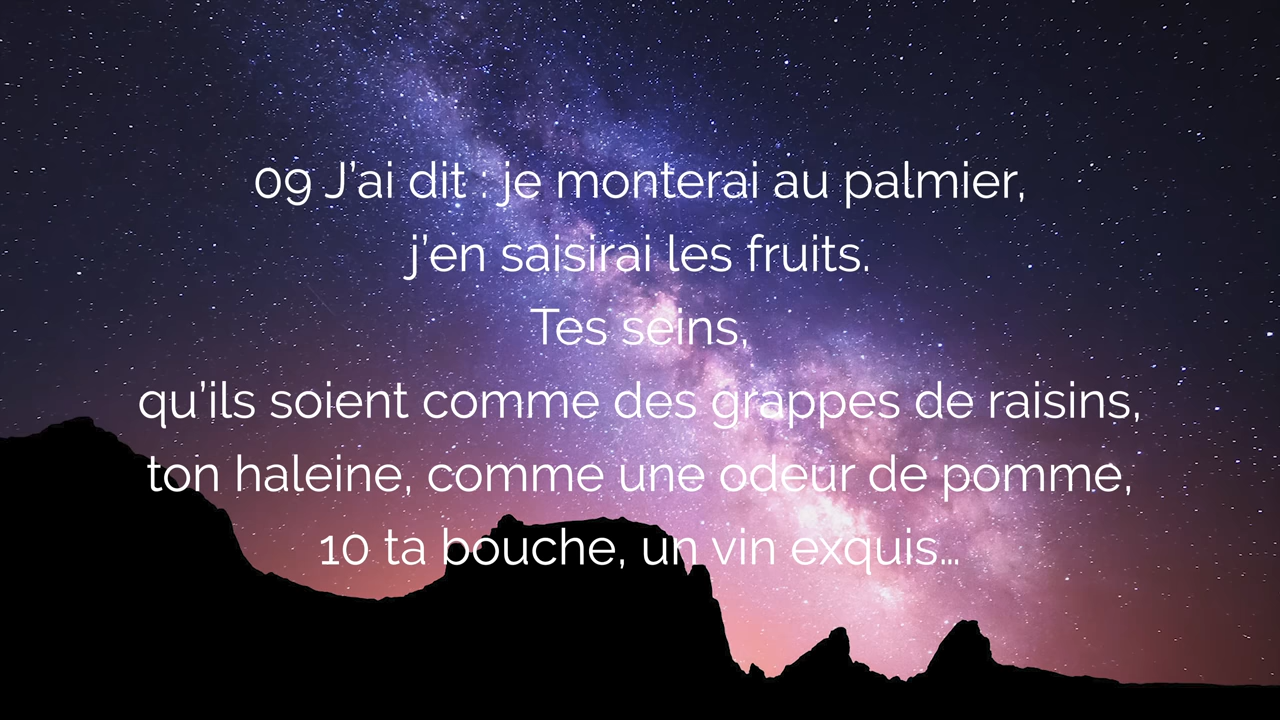 09 J’ai dit : je monterai au palmier,
j’en saisirai les fruits.
Tes seins,
qu’ils soient comme des grappes de raisins,
ton haleine, comme une odeur de pomme,
10 ta bouche, un vin exquis…